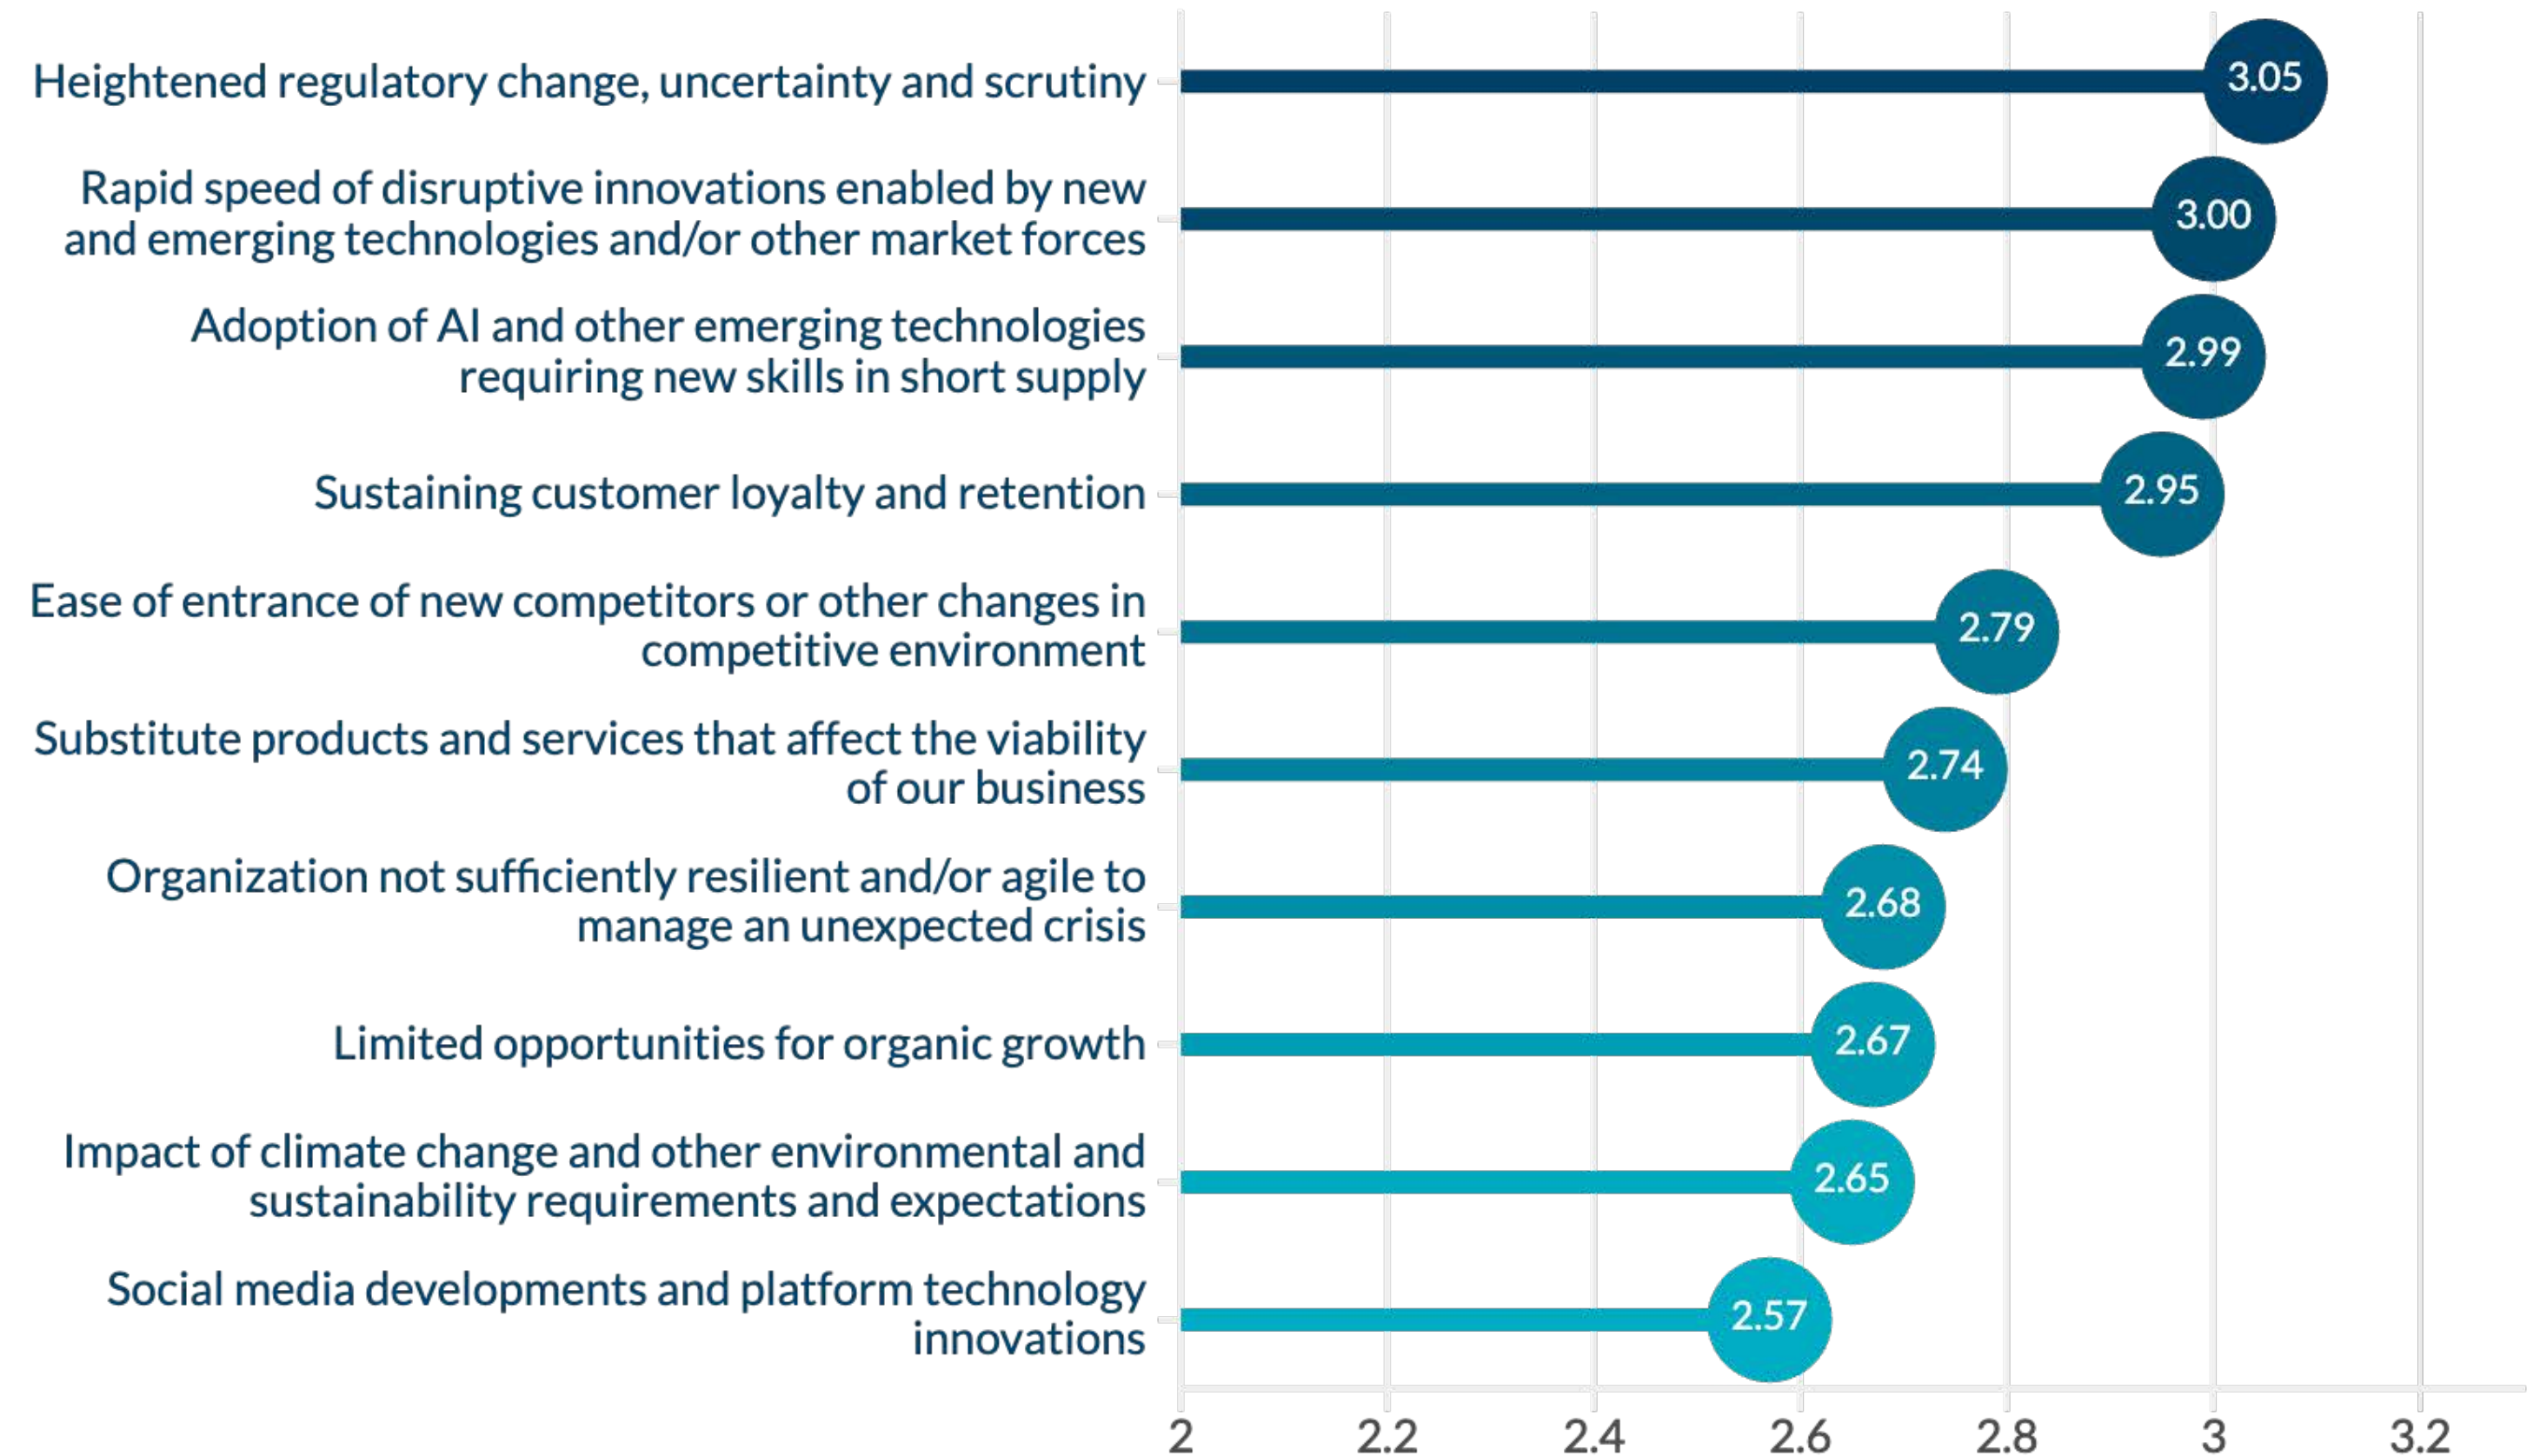 Heightened regulatory change, uncertainty and scrutiny
3.05
Rapid speed of disruptive innovations enabled by new
and emerging technologies and/or other market forces
3.00
Adoption of AI and other emerging technologies
requiring new skills in short supply
2.99
Sustaining customer loyalty and retention
2.95
Ease of entrance of new competitors or other changes in
competitive environment
2.79
Substitute products and services that affect the viability
of our business
2.74
Organization not sufficiently resilient and/or agile to
manage an unexpected crisis
2.68
Limited opportunities for organic growth
2.67
Impact of climate change and other environmental and
sustainability requirements and expectations
2.65
Social media developments and platform technology
innovations
2.57
2 2.2 2.4 2.6 2.8 3 3.2